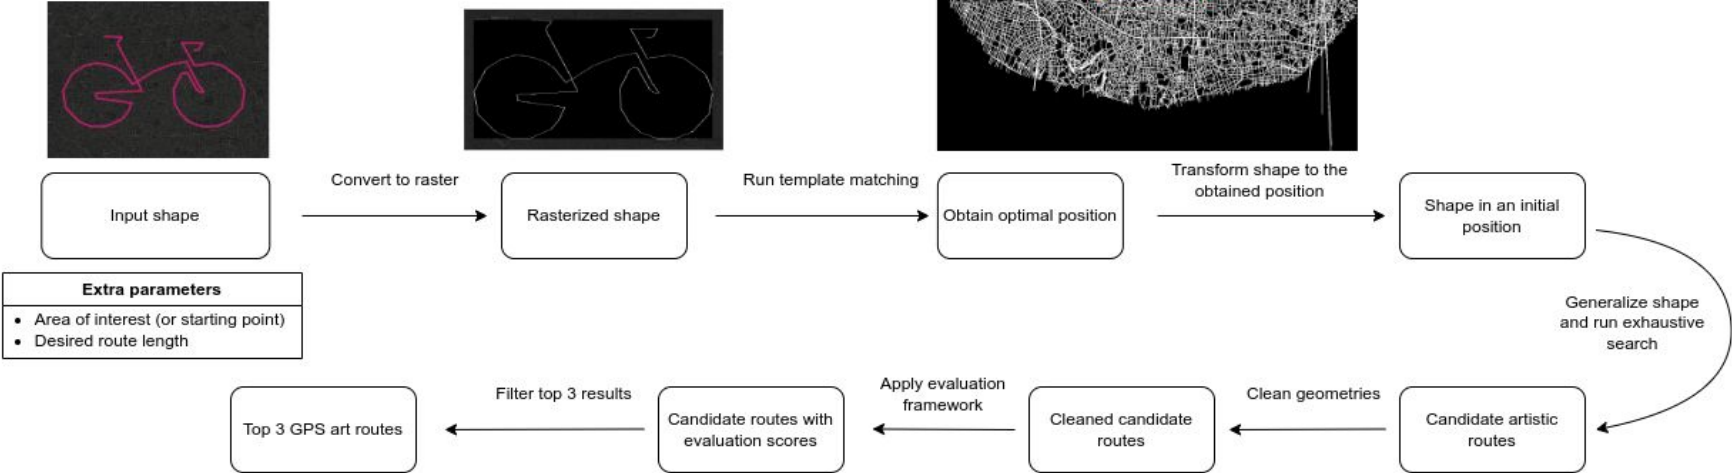 Convert to raster
Run template matching
Transform shape to the
obtained position
Input shape
Rasterized shape
Obtain optimal position
Shape in an initial
position
Extra parameters
• Area of interest (or starting point)
• Desired route length
Generalize shape
and run exhaustive
search
Candidate artistic
routes
Clean geometries
Cleaned candidate
routes
Apply evaluation
framework
Candidate routes with
evaluation scores
Filter top 3 results
Top 3 GPS art routes